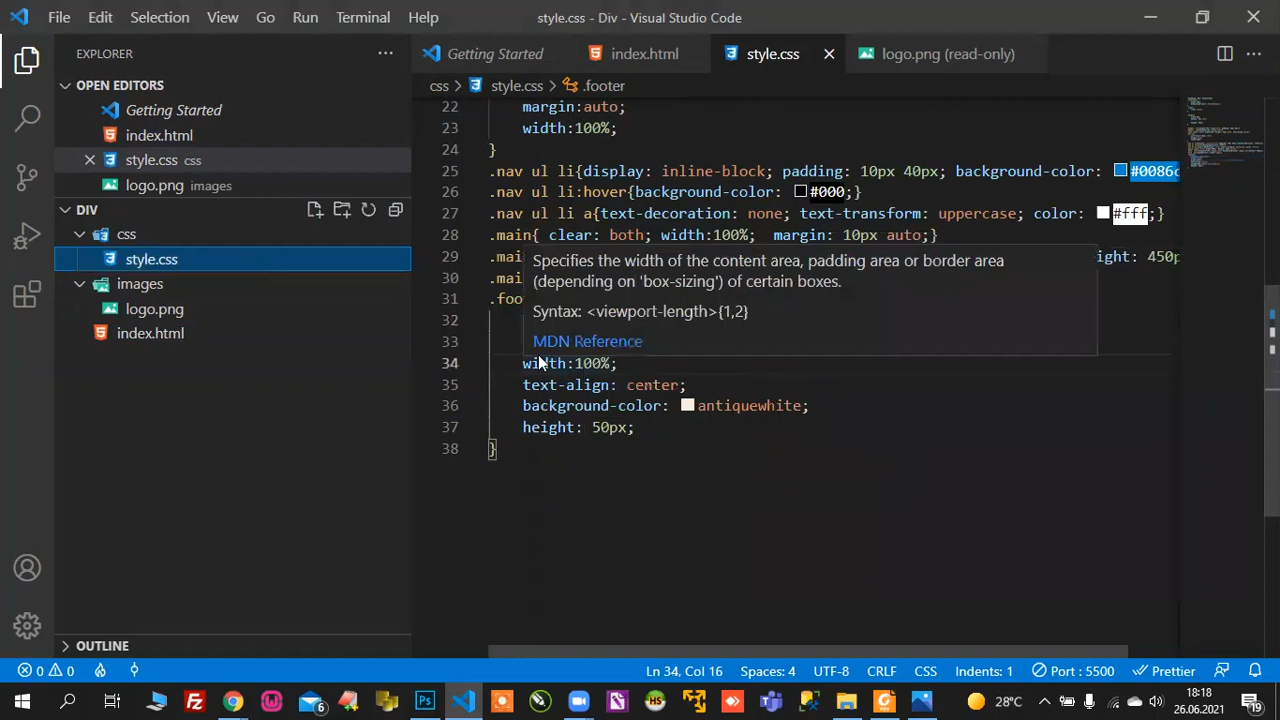 File Edit Selection View Go Run Terminal Help
style.css - Div - Visual Studio Code
EXPLORER
Getting Started
index.html
style.css
logo.png (read-only)
OPEN EDITORS
css
style.css
.footer
Getting Started
index.html
style.css css
logo.png images
DIV
css
style.css
images
logo.png
index.html
OUTLINE
22 margin:auto;
23 width:100%;
24 }
25 .nav ul li{display: inline-block; padding: 10px 40px; background-color: #0086c
26 .nav ul li:hover{background-color: #000;}
27 .nav ul li a{text-decoration: none; text-transform: uppercase; color: #fff;}
28 .main{ clear: both; width:100%; margin: 10px auto;}
29 .mai
ght: 450p
30 .mai
31 .foo
32
33
Specifies the width of the content area, padding area or border area
(depending on 'box-sizing') of certain boxes.
Syntax: <viewport-length>{1,2}
MDN Reference
34 width:100%;
35 text-align: center;
36 background-color: antiquewhite;
37 height: 50px;
38 }
0 0
Ln 34, Col 16
Spaces: 4
UTF-8
CRLF
CSS
Indents: 1
Port : 5500
Prettier
6
28°C
18:18
26.06.2021
19